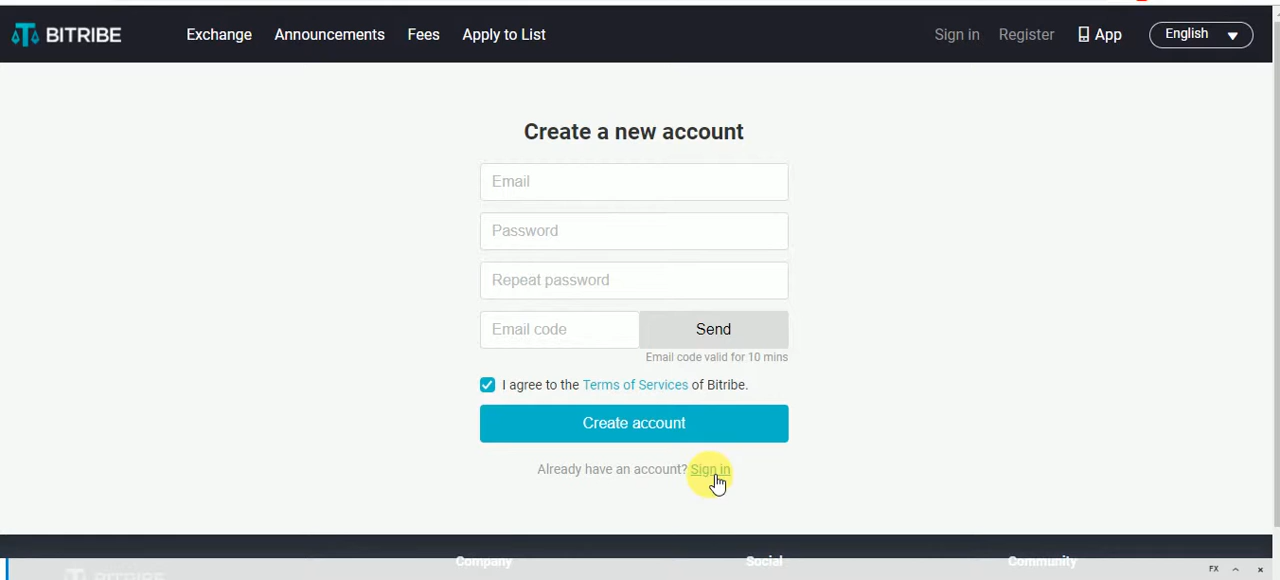 BITRIBE Exchange Announcements Fees Apply to List Sign in Register App English
Create a new account
Email
Password
Repeat password
Email code Send
Email code valid for 10 mins
I agree to the Terms of Services of Bitribe.
Create account
Already have an account? Sign in
Company Social Community
BITRIBE
FX